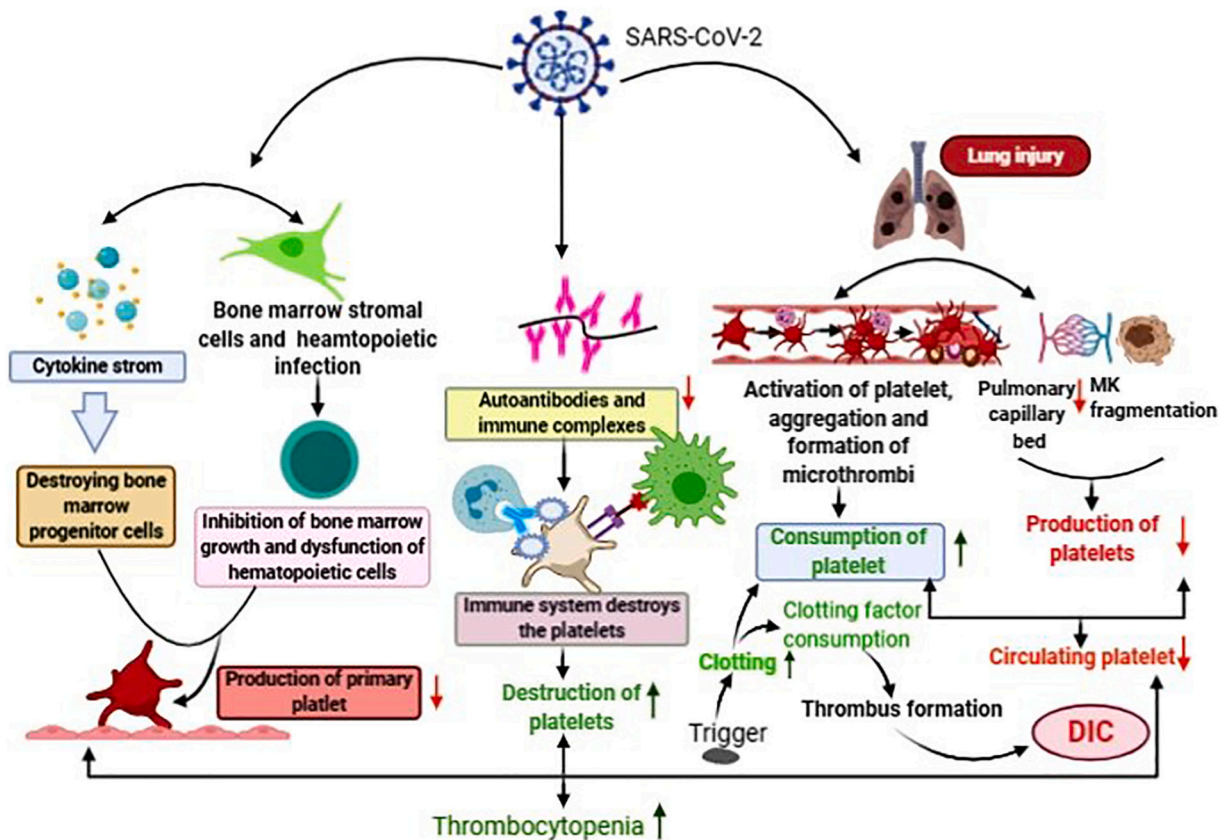 SARS-CoV-2
Lung injury
Cytokine strom
Bone marrow stromal
cells and heamtopoietic
infection
Destroying bone
marrow
progenitor cells
Inhibition of bone marrow
growth and dysfunction of
hematopoietic cells
Production of primary
platlet
Autoantibodies and
immune complexes
Immune system destroys
the platelets
Destruction of
platelets
Activation of platelet,
aggregation and
formation of
microthrombi
Pulmonary
capillary
bed
MK
fragmentation
Consumption of
platelet
Production of
platelets
Clotting factor
consumption
Clotting
Trigger
Thrombus formation
Circulating platelet
DIC
Thrombocytopenia